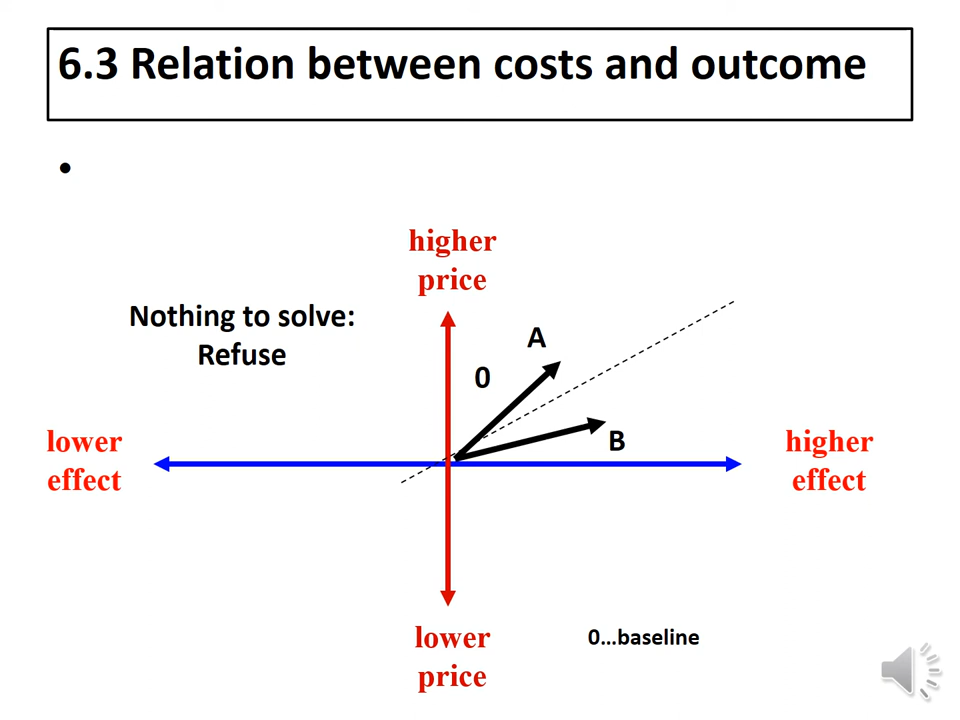 6.3 Relation between costs and outcome
•
higher
price
Nothing to solve:
Refuse
A
0
B
lower
effect
higher
effect
lower
price
0...baseline